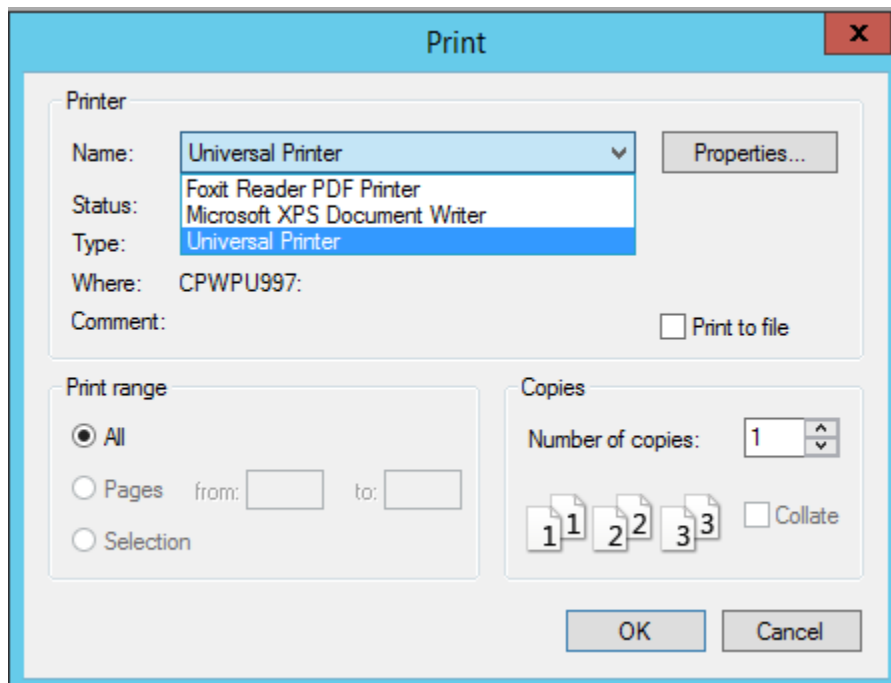 Print
x
Printer
Name: Universal Printer Properties...
Foxit Reader PDF Printer
Status: Microsoft XPS Document Writer
Type: Universal Printer
Where: CPWPU997:
Comment: Print to file
Print range
All
Pages from: to:
Selection
Copies
Number of copies: 1
1 1 2 2 3 3 Collate
OK Cancel